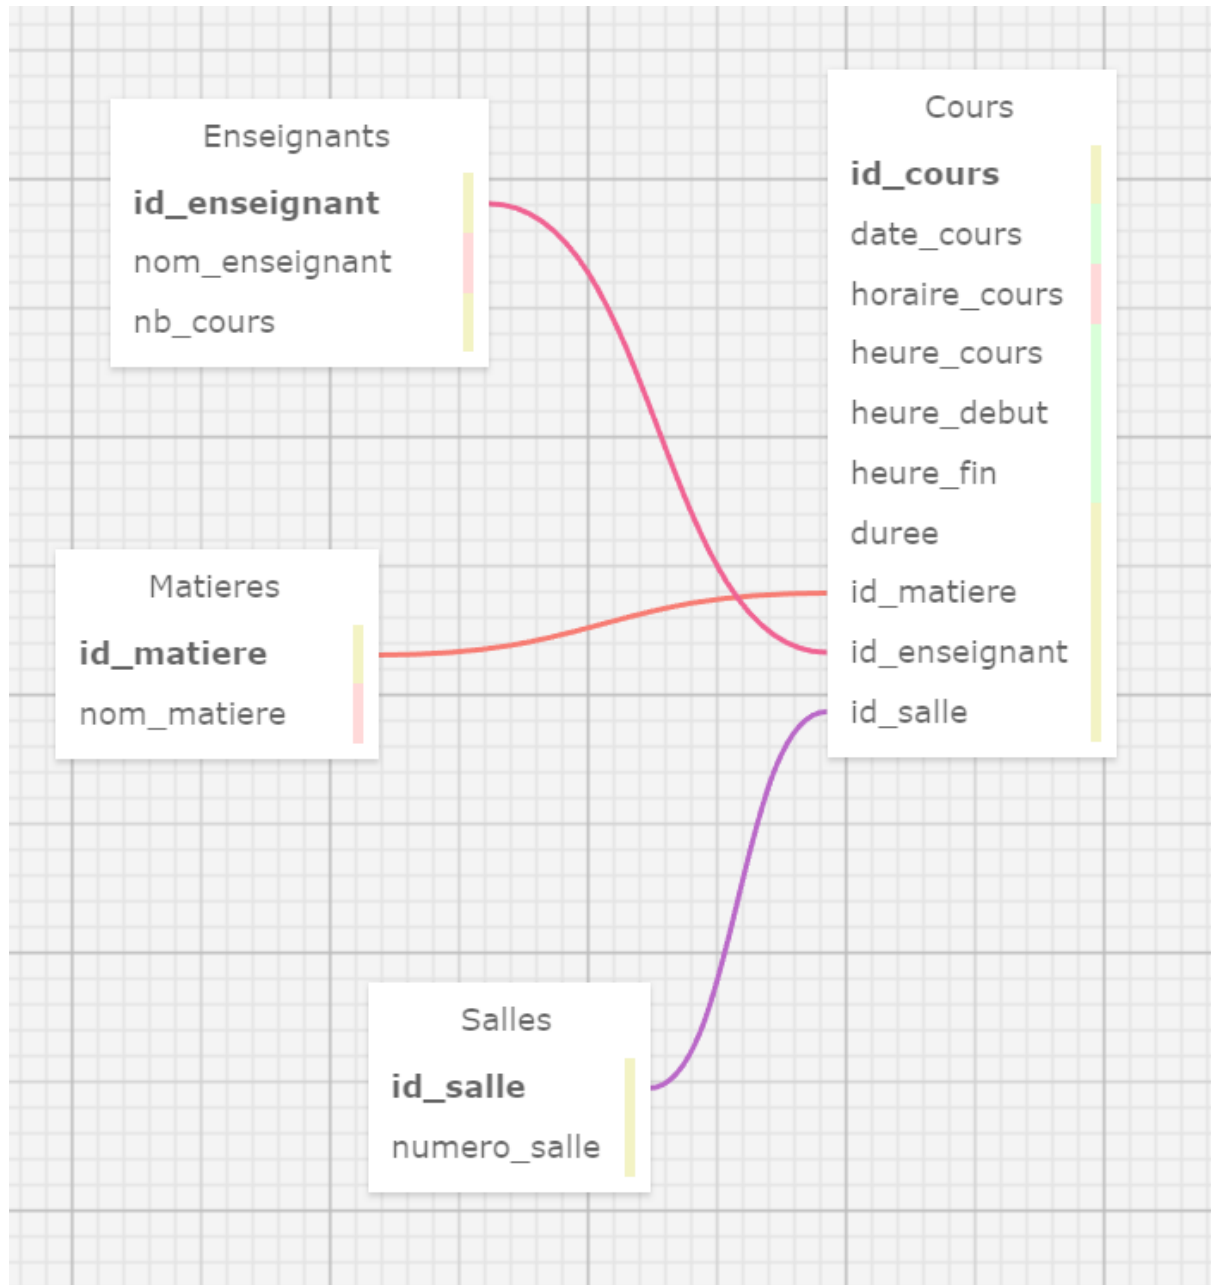 Enseignants
id_enseignant
nom_enseignant
nb_cours
Cours
id_cours
date_cours
horaire_cours
heure_cours
heure_debut
heure_fin
duree
id_matiere
id_enseignant
id_salle
Matieres
id_matiere
nom_matiere
Salles
id_salle
numero_salle